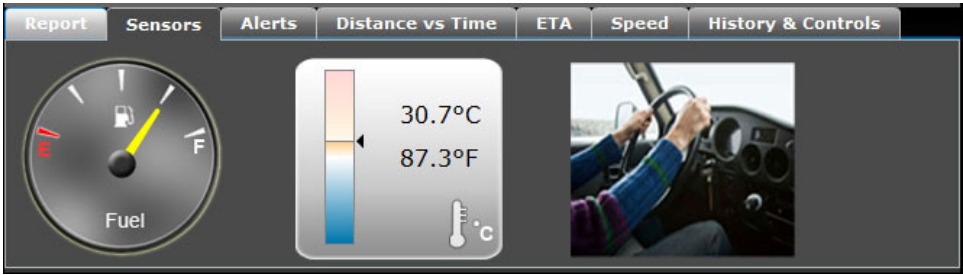 Report Sensors Alerts Distance vs Time ETA Speed History & Controls
E F
Fuel
30.7°C
87.3°F
°C